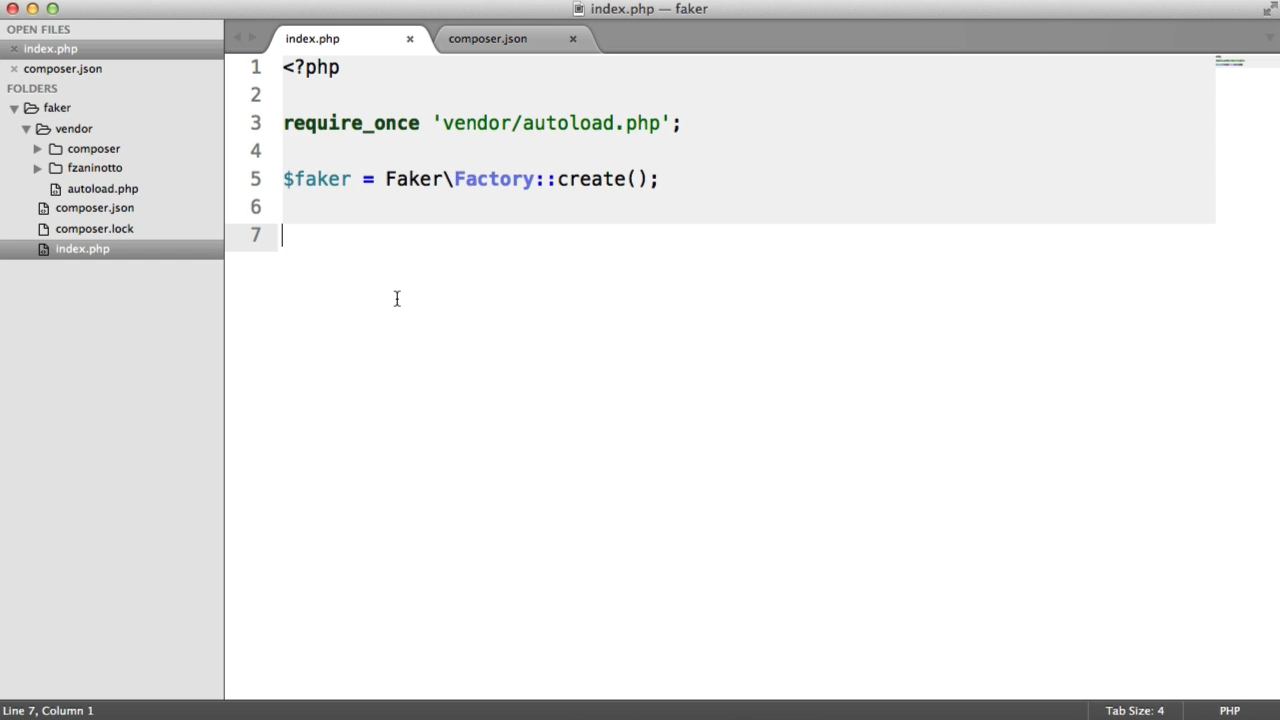 index.php — faker
OPEN FILES
index.php
composer.json
FOLDERS
faker
vendor
composer
fzaninotto
autoload.php
composer.json
composer.lock
index.php
index.php
composer.json
1 <?php
2
3 require_once 'vendor/autoload.php';
4
5 $faker = Faker\Factory::create();
6
7
Line 7, Column 1
Tab Size: 4
PHP